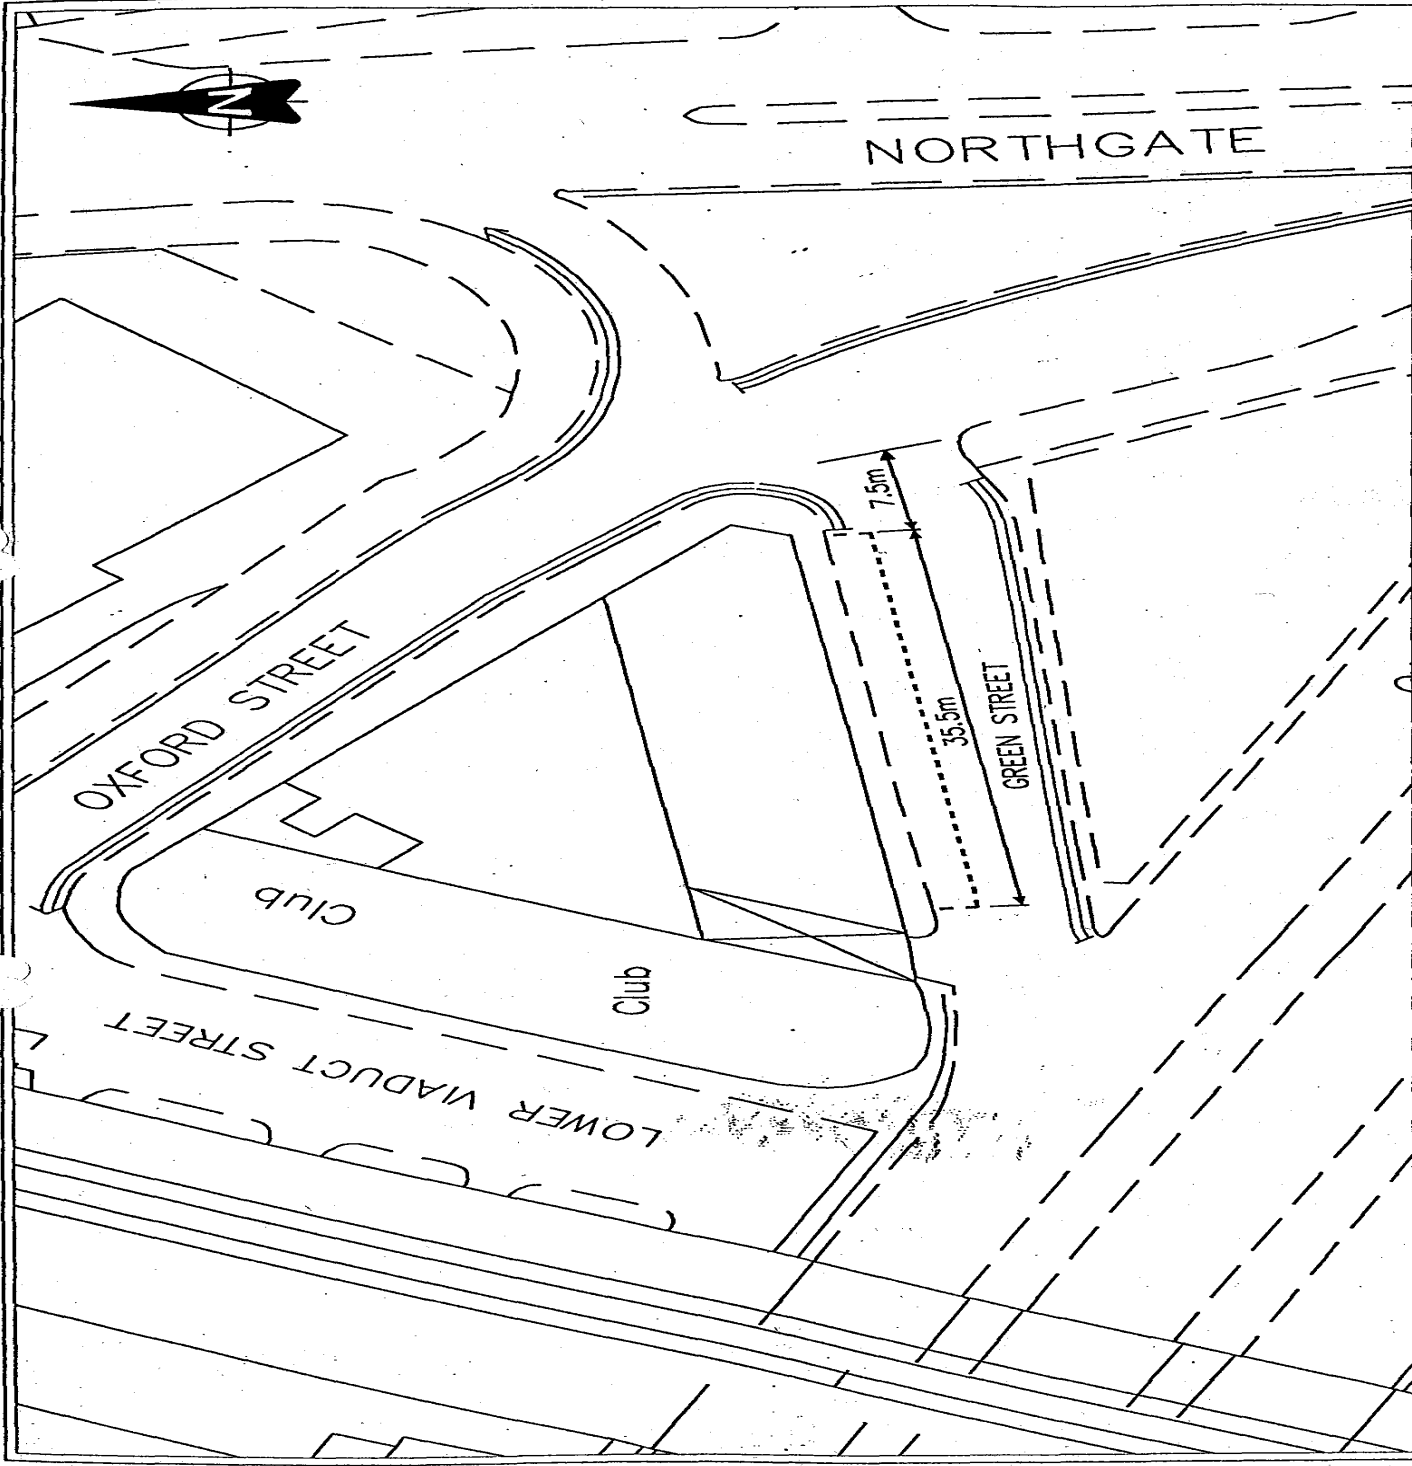 N
NORTHGATE
7.5m
OXFORD STREET
35.5m
GREEN STREET
Club
Club
LOWER VIADUCT STREET